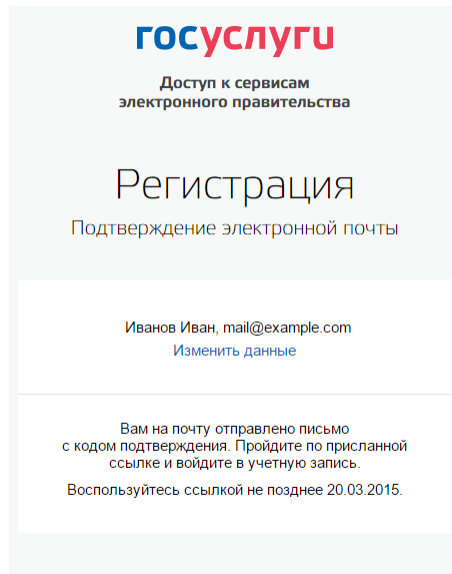 госуслуги
Доступ к сервисам
электронного правительства
Регистрация
Подтверждение электронной почты
Иванов Иван, mail@example.com
Изменить данные
Вам на почту отправлено письмо
с кодом подтверждения. Пройдите по присланной
ссылке и войдите в учетную запись.
Воспользуйтесь ссылкой не позднее 20.03.2015.